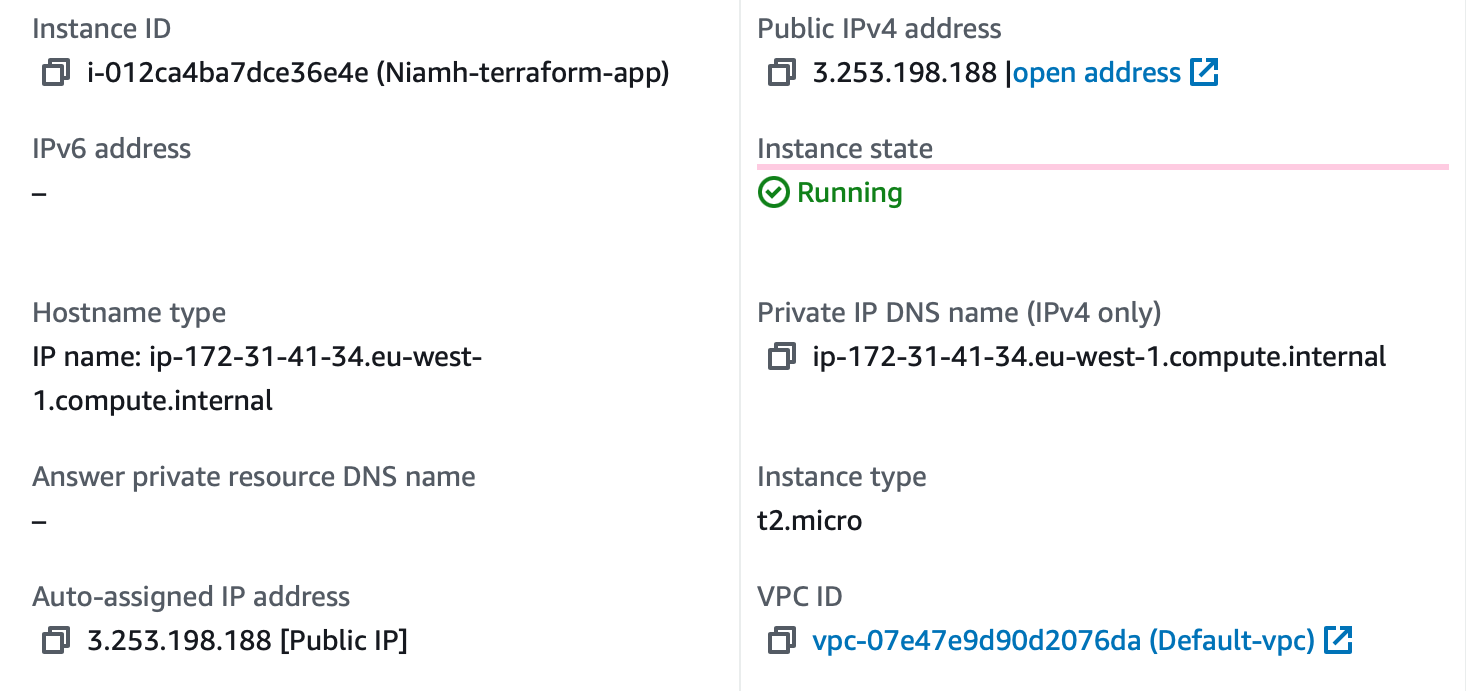 Instance ID
i-012ca4ba7dce36e4e (Niamh-terraform-app)
Public IPv4 address
3.253.198.188 |open address
IPv6 address
–
Instance state
Running
Hostname type
IP name: ip-172-31-41-34.eu-west-
1.compute.internal
Private IP DNS name (IPv4 only)
ip-172-31-41-34.eu-west-1.compute.internal
Answer private resource DNS name
–
Instance type
t2.micro
Auto-assigned IP address
3.253.198.188 [Public IP]
VPC ID
vpc-07e47e9d90d2076da (Default-vpc)